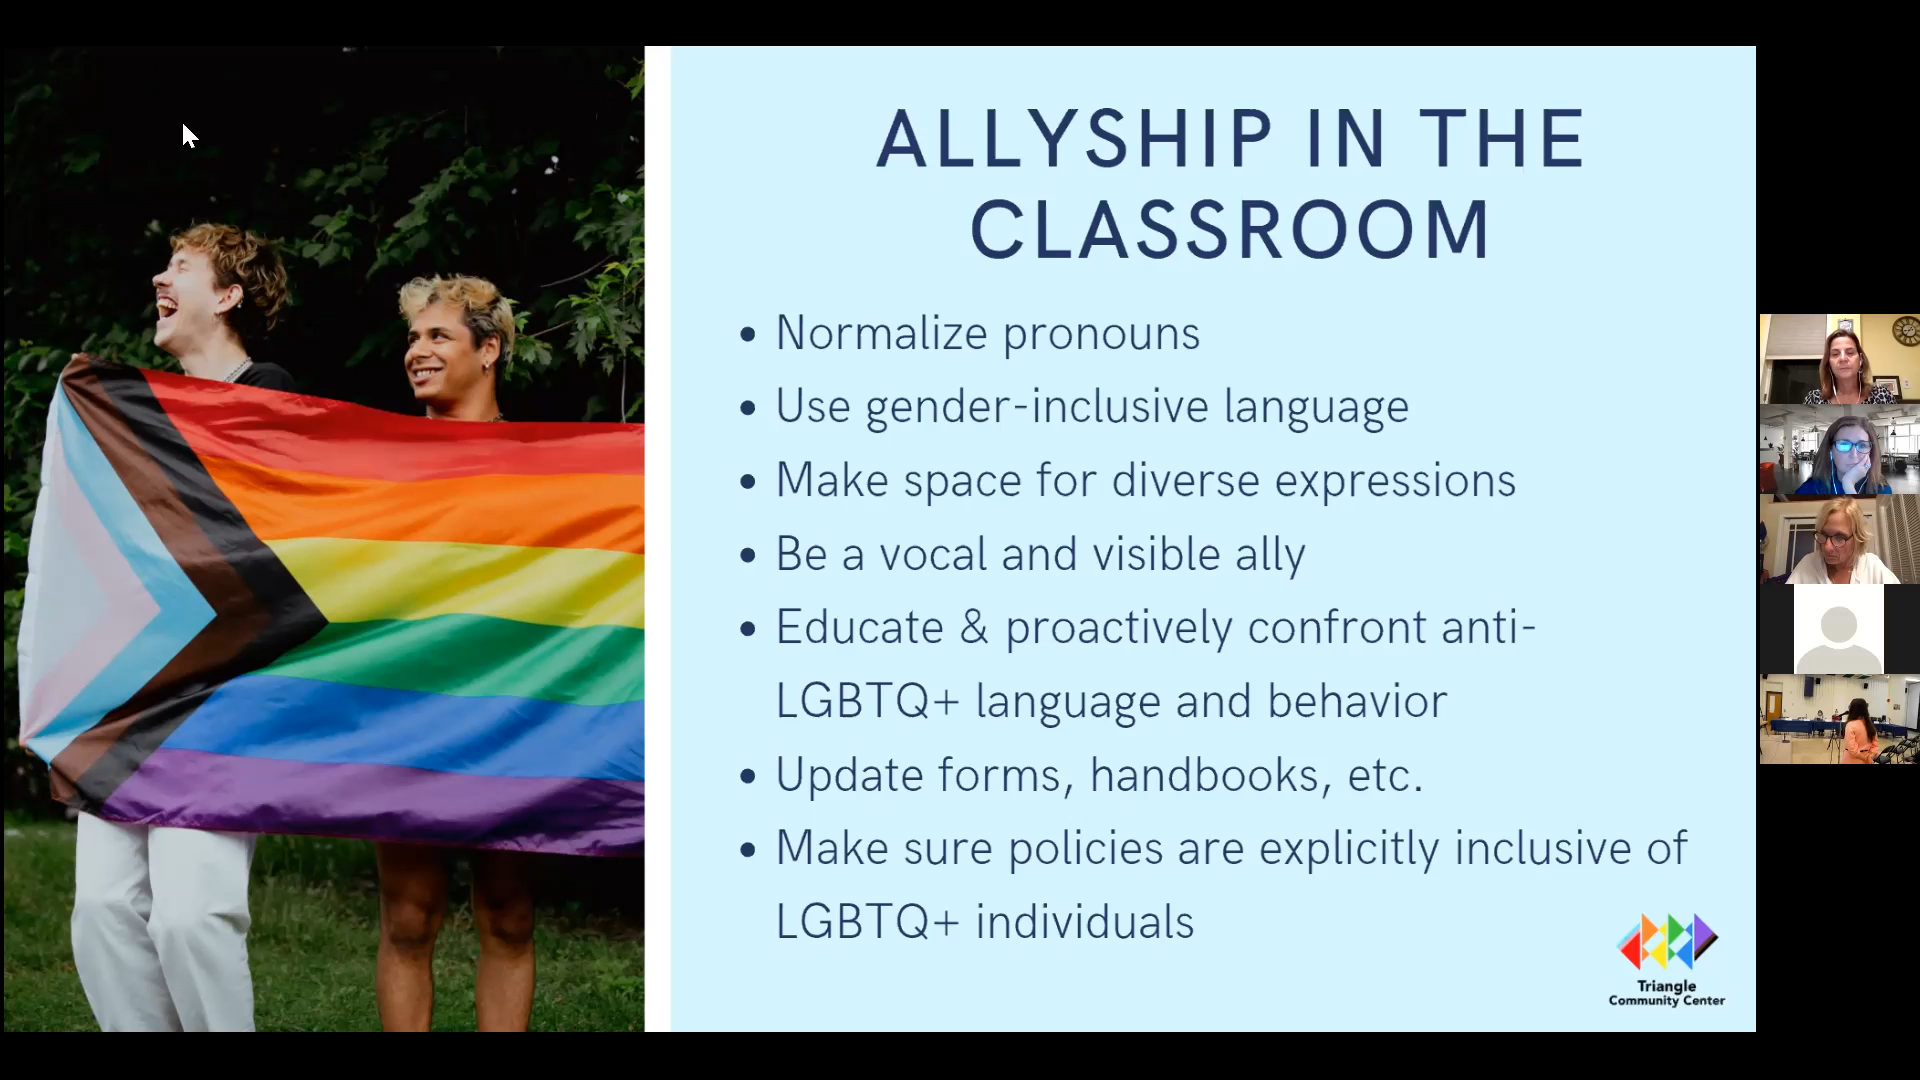 ALLYSHIP IN THE
CLASSROOM
• Normalize pronouns
• Use gender-inclusive language
• Make space for diverse expressions
• Be a vocal and visible ally
• Educate & proactively confront anti-
LGBTQ+ language and behavior
• Update forms, handbooks, etc.
• Make sure policies are explicitly inclusive of
LGBTQ+ individuals
Triangle
Community Center